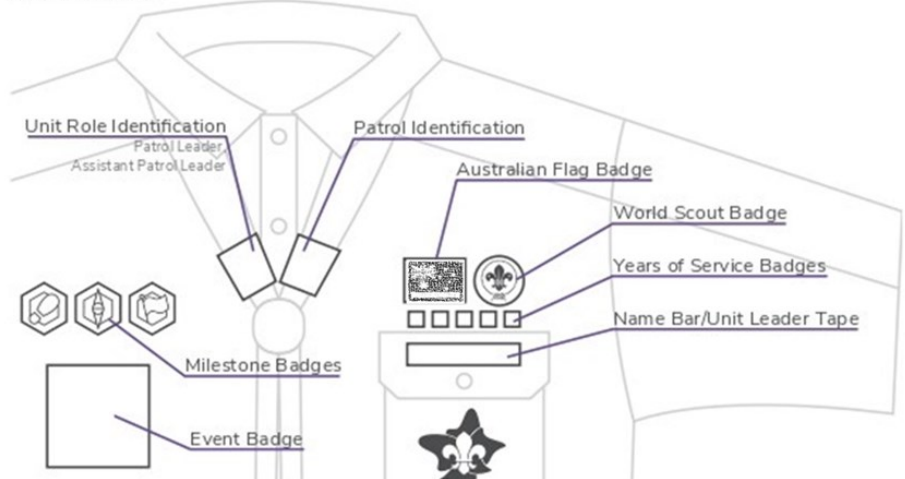 Unit Role Identification
Patrol Leader,
Assistant Patrol Leader
Patrol Identification
Australian Flag Badge
World Scout Badge
Years of Service Badges
Name Bar/Unit Leader Tape
Milestone Badges
Event Badge